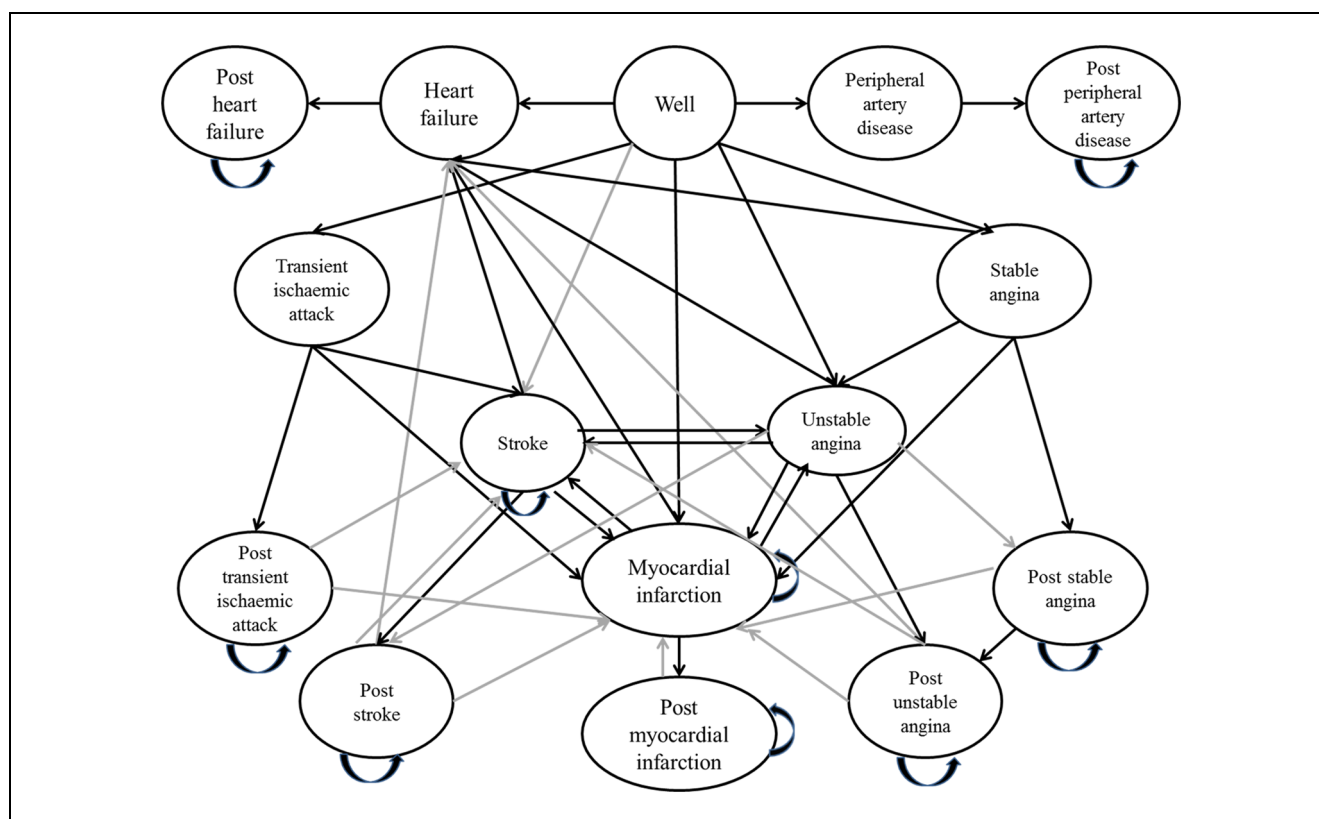 Post
heart
failure
Heart
failure
Well
Peripheral
artery
disease
Post
peripheral
artery
disease
Transient
ischaemic
attack
Stable
angina
Stroke
Unstable
angina
Post
transient
ischaemic
attack
Myocardial
infarction
Post stable
angina
Post
stroke
Post
myocardial
infarction
Post
unstable
angina